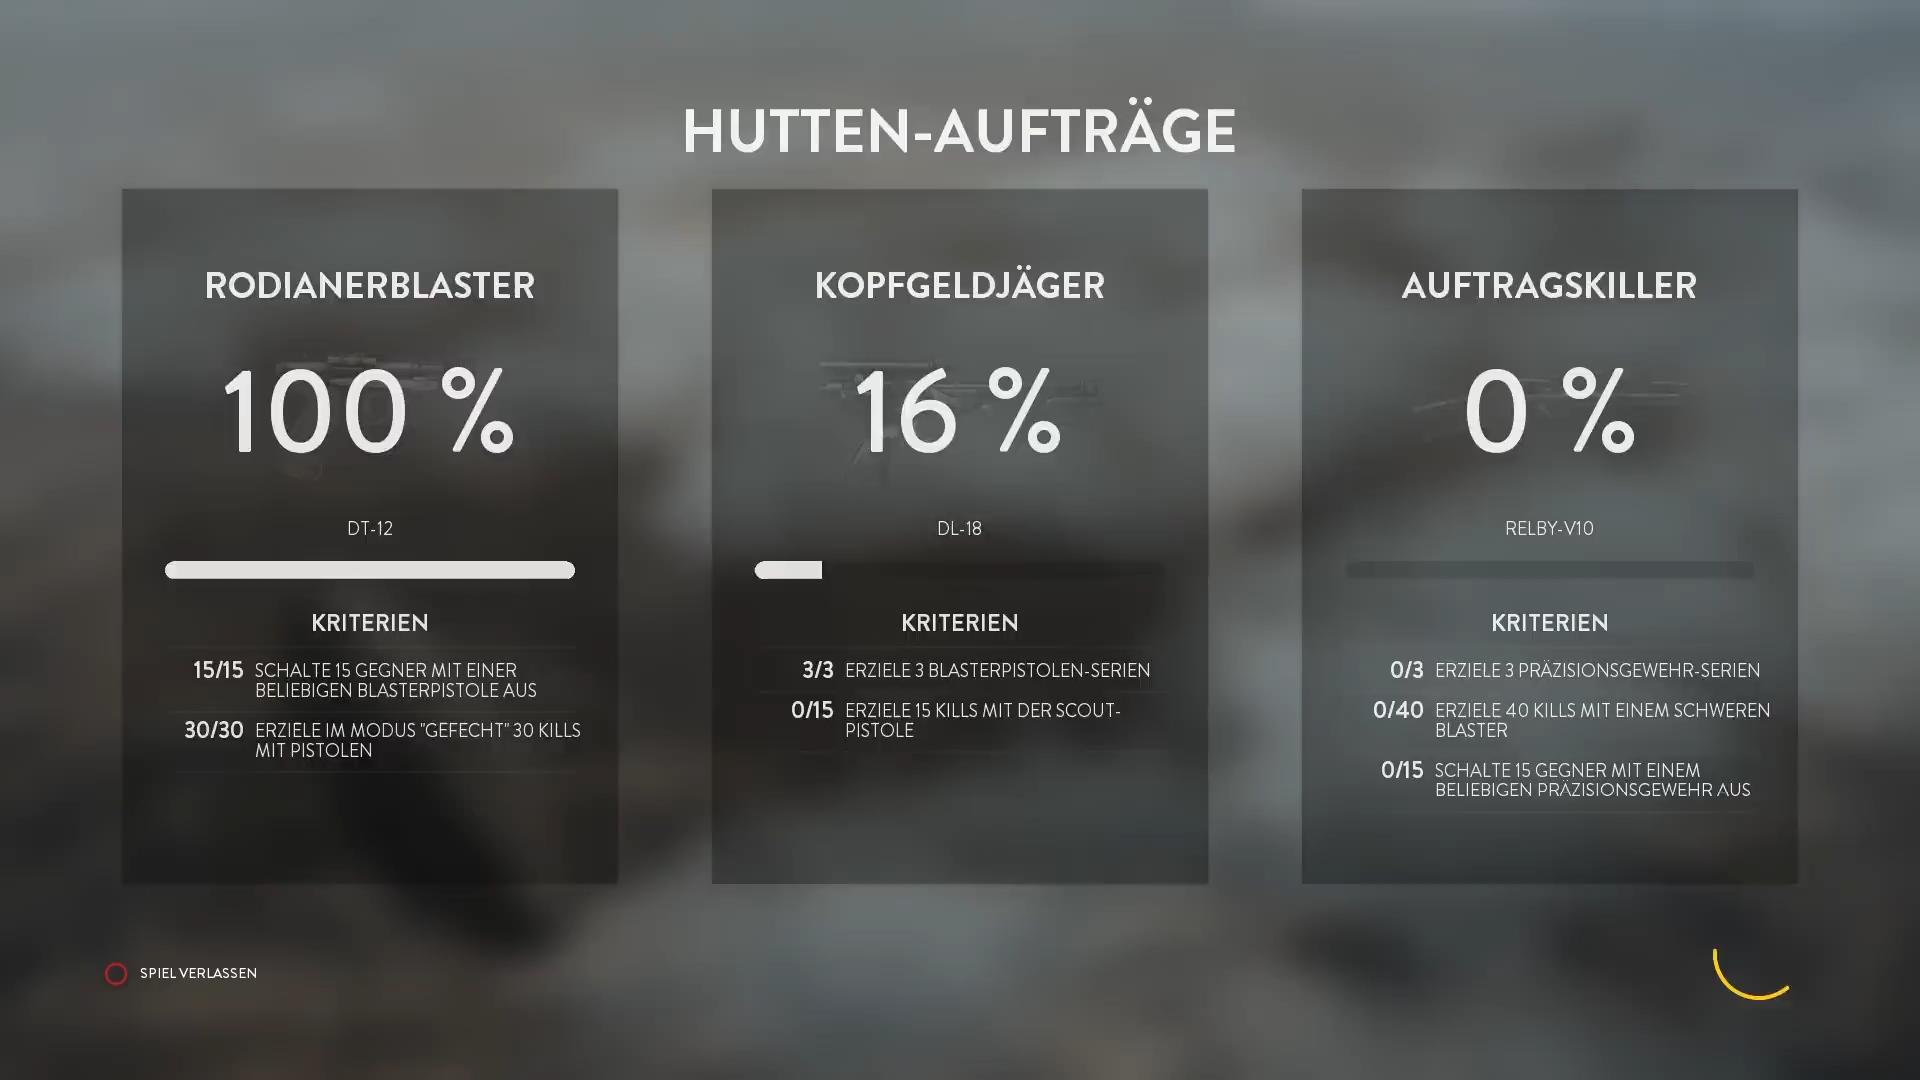 HUTTEN-AUFTRÄGE
RODIANERBLASTER
100 %
DT-12
KRITERIEN
15/15 SCHALTE 15 GEGNER MIT EINER
BELIEBIGEN BLASTERPISTOLE AUS
30/30 ERZIELE IM MODUS "GEFECHT" 30 KILLS
MIT PISTOLEN
KOPFGELDJÄGER
16 %
DL-18
KRITERIEN
3/3 ERZIELE 3 BLASTERPISTOLEN-SERIEN
0/15 ERZIELE 15 KILLS MIT DER SCOUT-
PISTOLE
AUFTRAGSKILLER
0 %
RELBY-V10
KRITERIEN
0/3 ERZIELE 3 PRÄZISIONSGEWEHR-SERIEN
0/40 ERZIELE 40 KILLS MIT EINEM SCHWEREN
BLASTER
0/15 SCHALTE 15 GEGNER MIT EINEM
BELIEBIGEN PRÄZISIONSGEWEHR AUS
SPIEL VERLASSEN